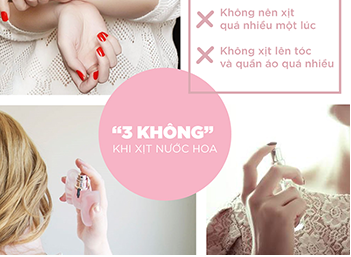 Không nên xịt
quá nhiều một lúc
Không xịt lên tóc
và quần áo quá nhiều
“3 KHÔNG”
KHI XỊT NƯỚC HOA